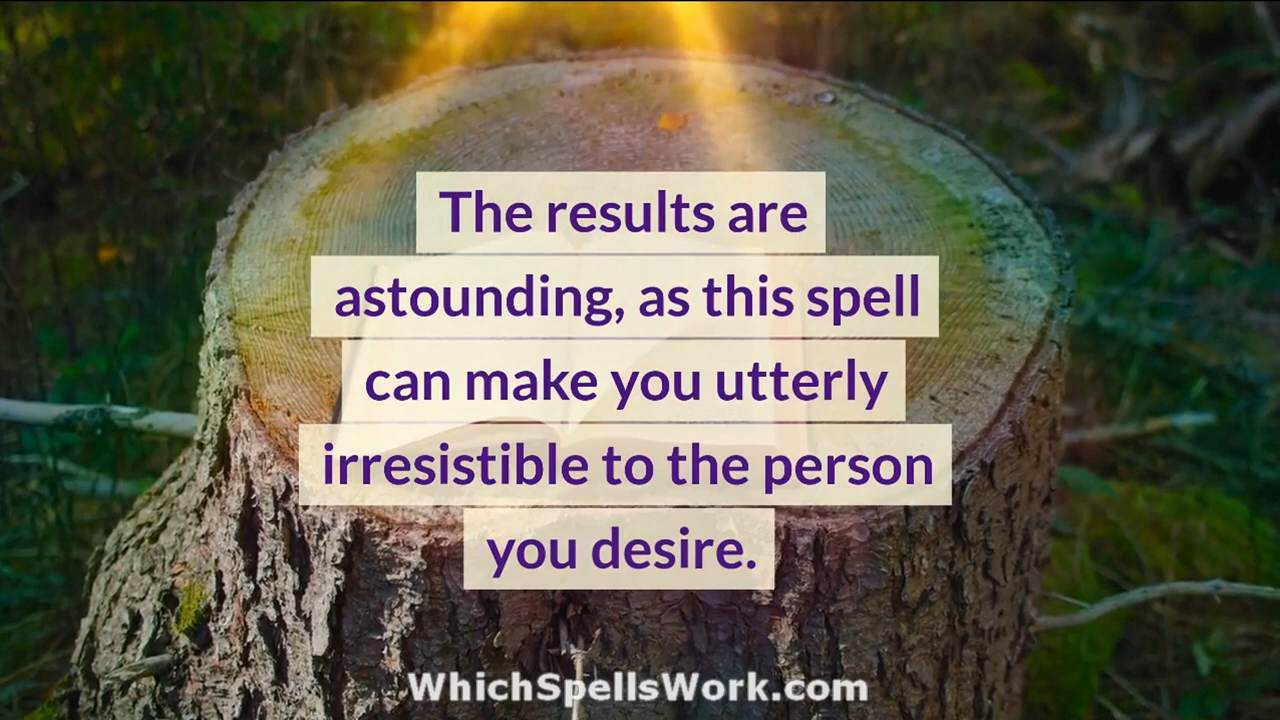 The results are
astounding, as this spell
can make you utterly
irresistible to the person
you desire.
WhichSpellsWork.com